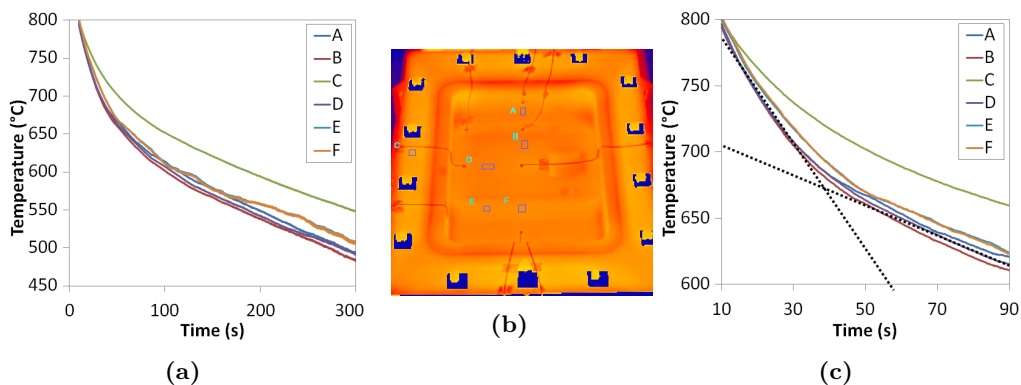 800
750
700
650
600
550
500
450
Temperature (°C)
0
100
200
300
Time (s)
A
B
C
D
E
F
(a)
A
B
C
D
E
F
(b)
800
750
700
650
600
Temperature (°C)
10
30
50
70
90
Time (s)
A
B
C
D
E
F
(c)